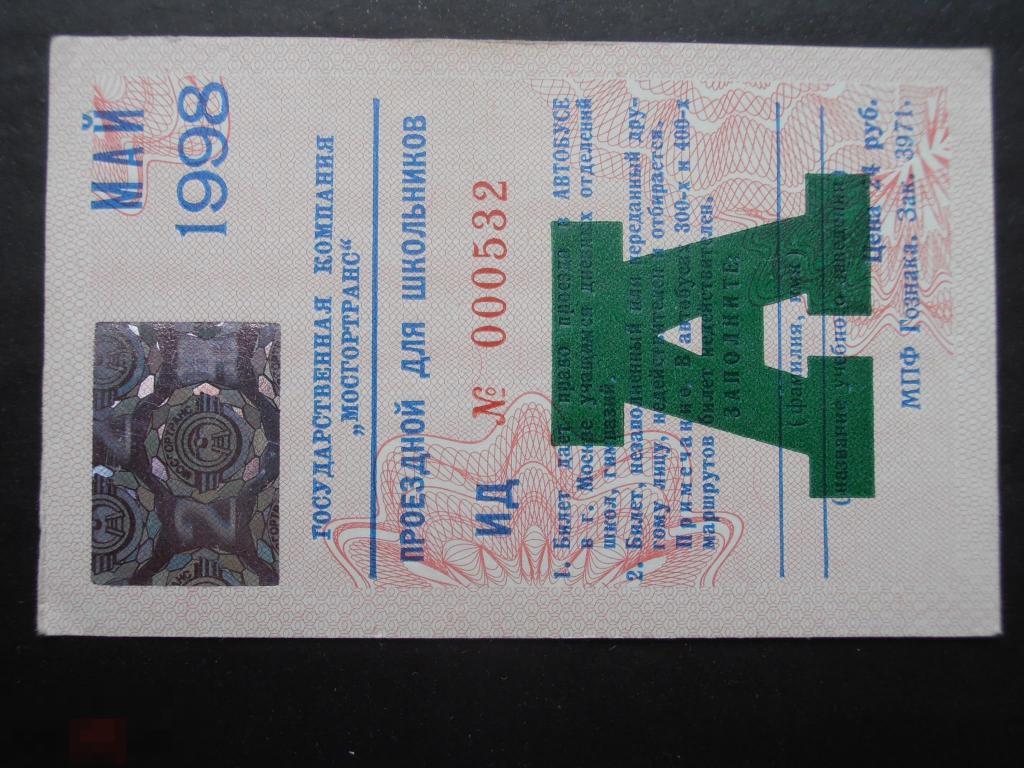 МАЙ
1998
ГОСУДАРСТВЕННАЯ КОМПАНИЯ
„МОСГОРТРАНС“
ПРОЕЗДНОЙ ДЛЯ ШКОЛЬНИКОВ
ИД № 000532
1. Билет дает право проезда в АВТОБУСЕ
в г. Москве учащимся дневных отделений
школ, гимназий.
2. Билет, незаполненный или переданный дру-
гому лицу, недействителен и отбирается.
Примечание. В автобусах 300-х и 400-х
маршрутов билет недействителен.
ЗАПОЛНИТЕ:
(фамилия, имя)
(название учебного заведения)
Цена 24 руб.
МПФ Гознака. Зак. 3971.
А
МОСГОРТРАНС